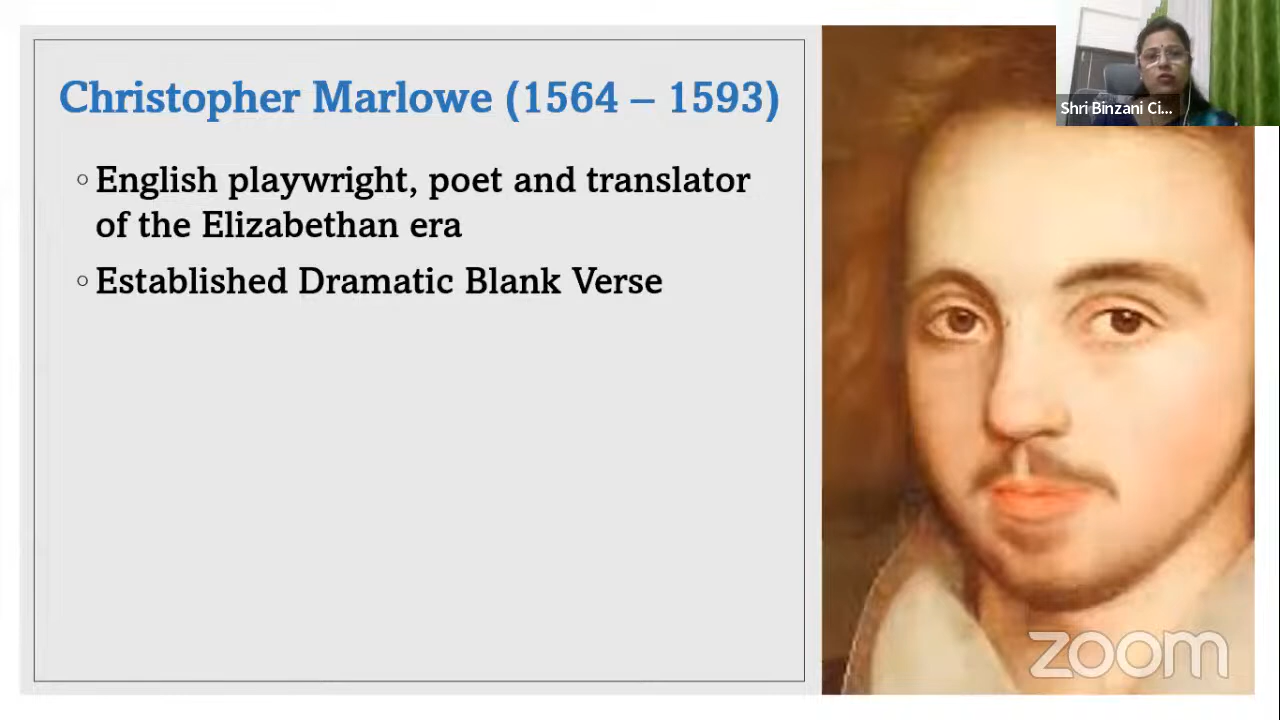 Christopher Marlowe (1564 – 1593)
◦ English playwright, poet and translator
of the Elizabethan era
◦ Established Dramatic Blank Verse
Shri Binzani Ci...
zoom